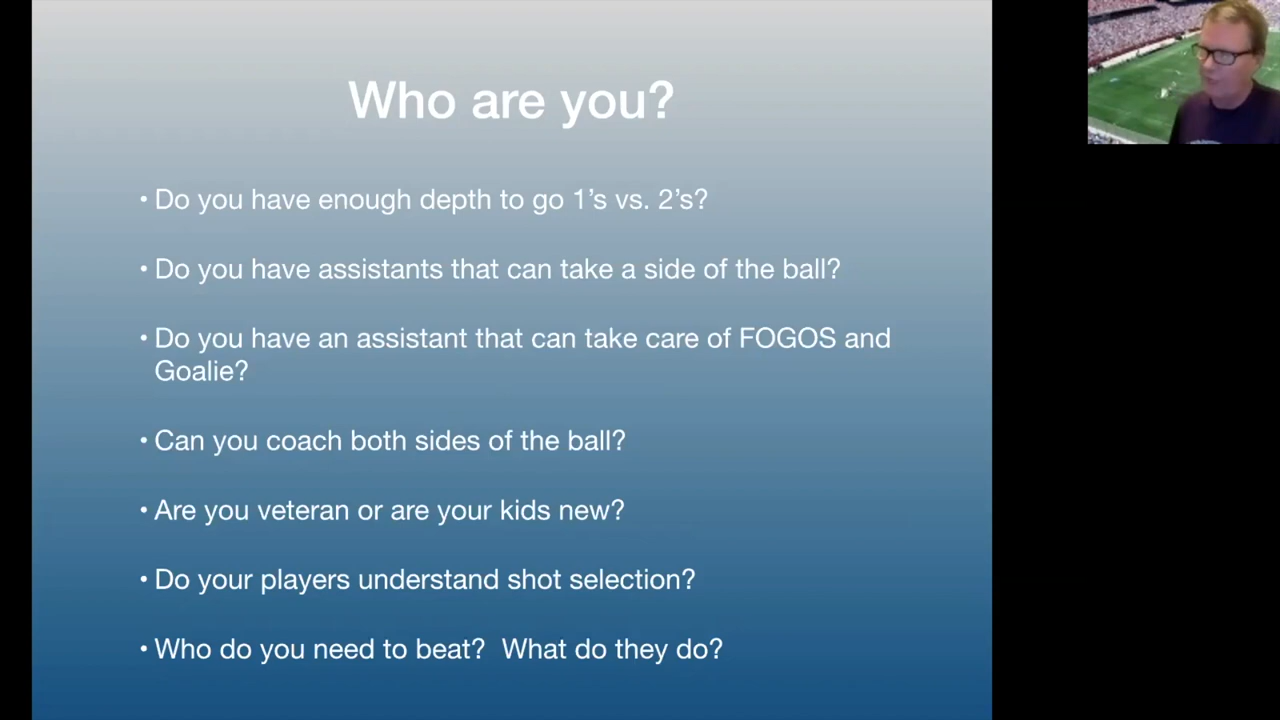 Who are you?
• Do you have enough depth to go 1's vs. 2's?
• Do you have assistants that can take a side of the ball?
• Do you have an assistant that can take care of FOGOS and
Goalie?
• Can you coach both sides of the ball?
• Are you veteran or are your kids new?
• Do your players understand shot selection?
• Who do you need to beat?  What do they do?